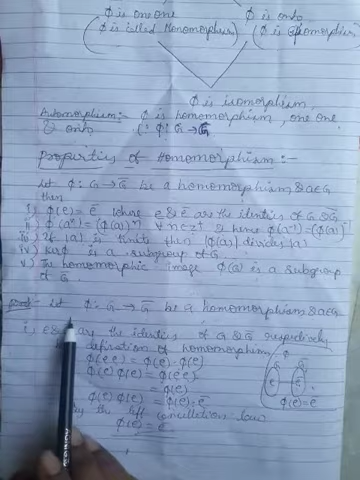 ϕ is one one ϕ is onto
(ϕ is called Monomorphism) (ϕ is epimorphism
ϕ is isomorphism,
Automorphism:- ϕ is homomorphism, one one
& onto (∵ ϕ: G → G
Properties of Homomorphism:-
Let ϕ: G → G̅ be a homomorphism & a∈G
then
i) ϕ(e) = e̅ where e & e̅ are the identities of G & G̅
ii) ϕ(aⁿ) = (ϕ(a))ⁿ ∀ n∈z⁺ & hence ϕ(a⁻¹) = (ϕ(a))⁻¹
iii) If |a| is finite then |ϕ(a)| divides |a|
iv) Kerϕ is a subgroup of G
v) The homomorphic image ϕ(G) is a subgroup
of G̅.
Proof:- Let ϕ: G → G̅ be a homomorphism & a∈G
i. e & are the identities of G & G̅ respectively
definition of homomorphism ϕ
ϕ(ee) = ϕ(e)·ϕ(e)
ϕ(e)ϕ(e) = ϕ(ee)
= ϕ(e)
ϕ(e)ϕ(e) = ϕ(e)·e̅
ϕ(e) = e̅
By the left cancellation law
ϕ(e) = e̅